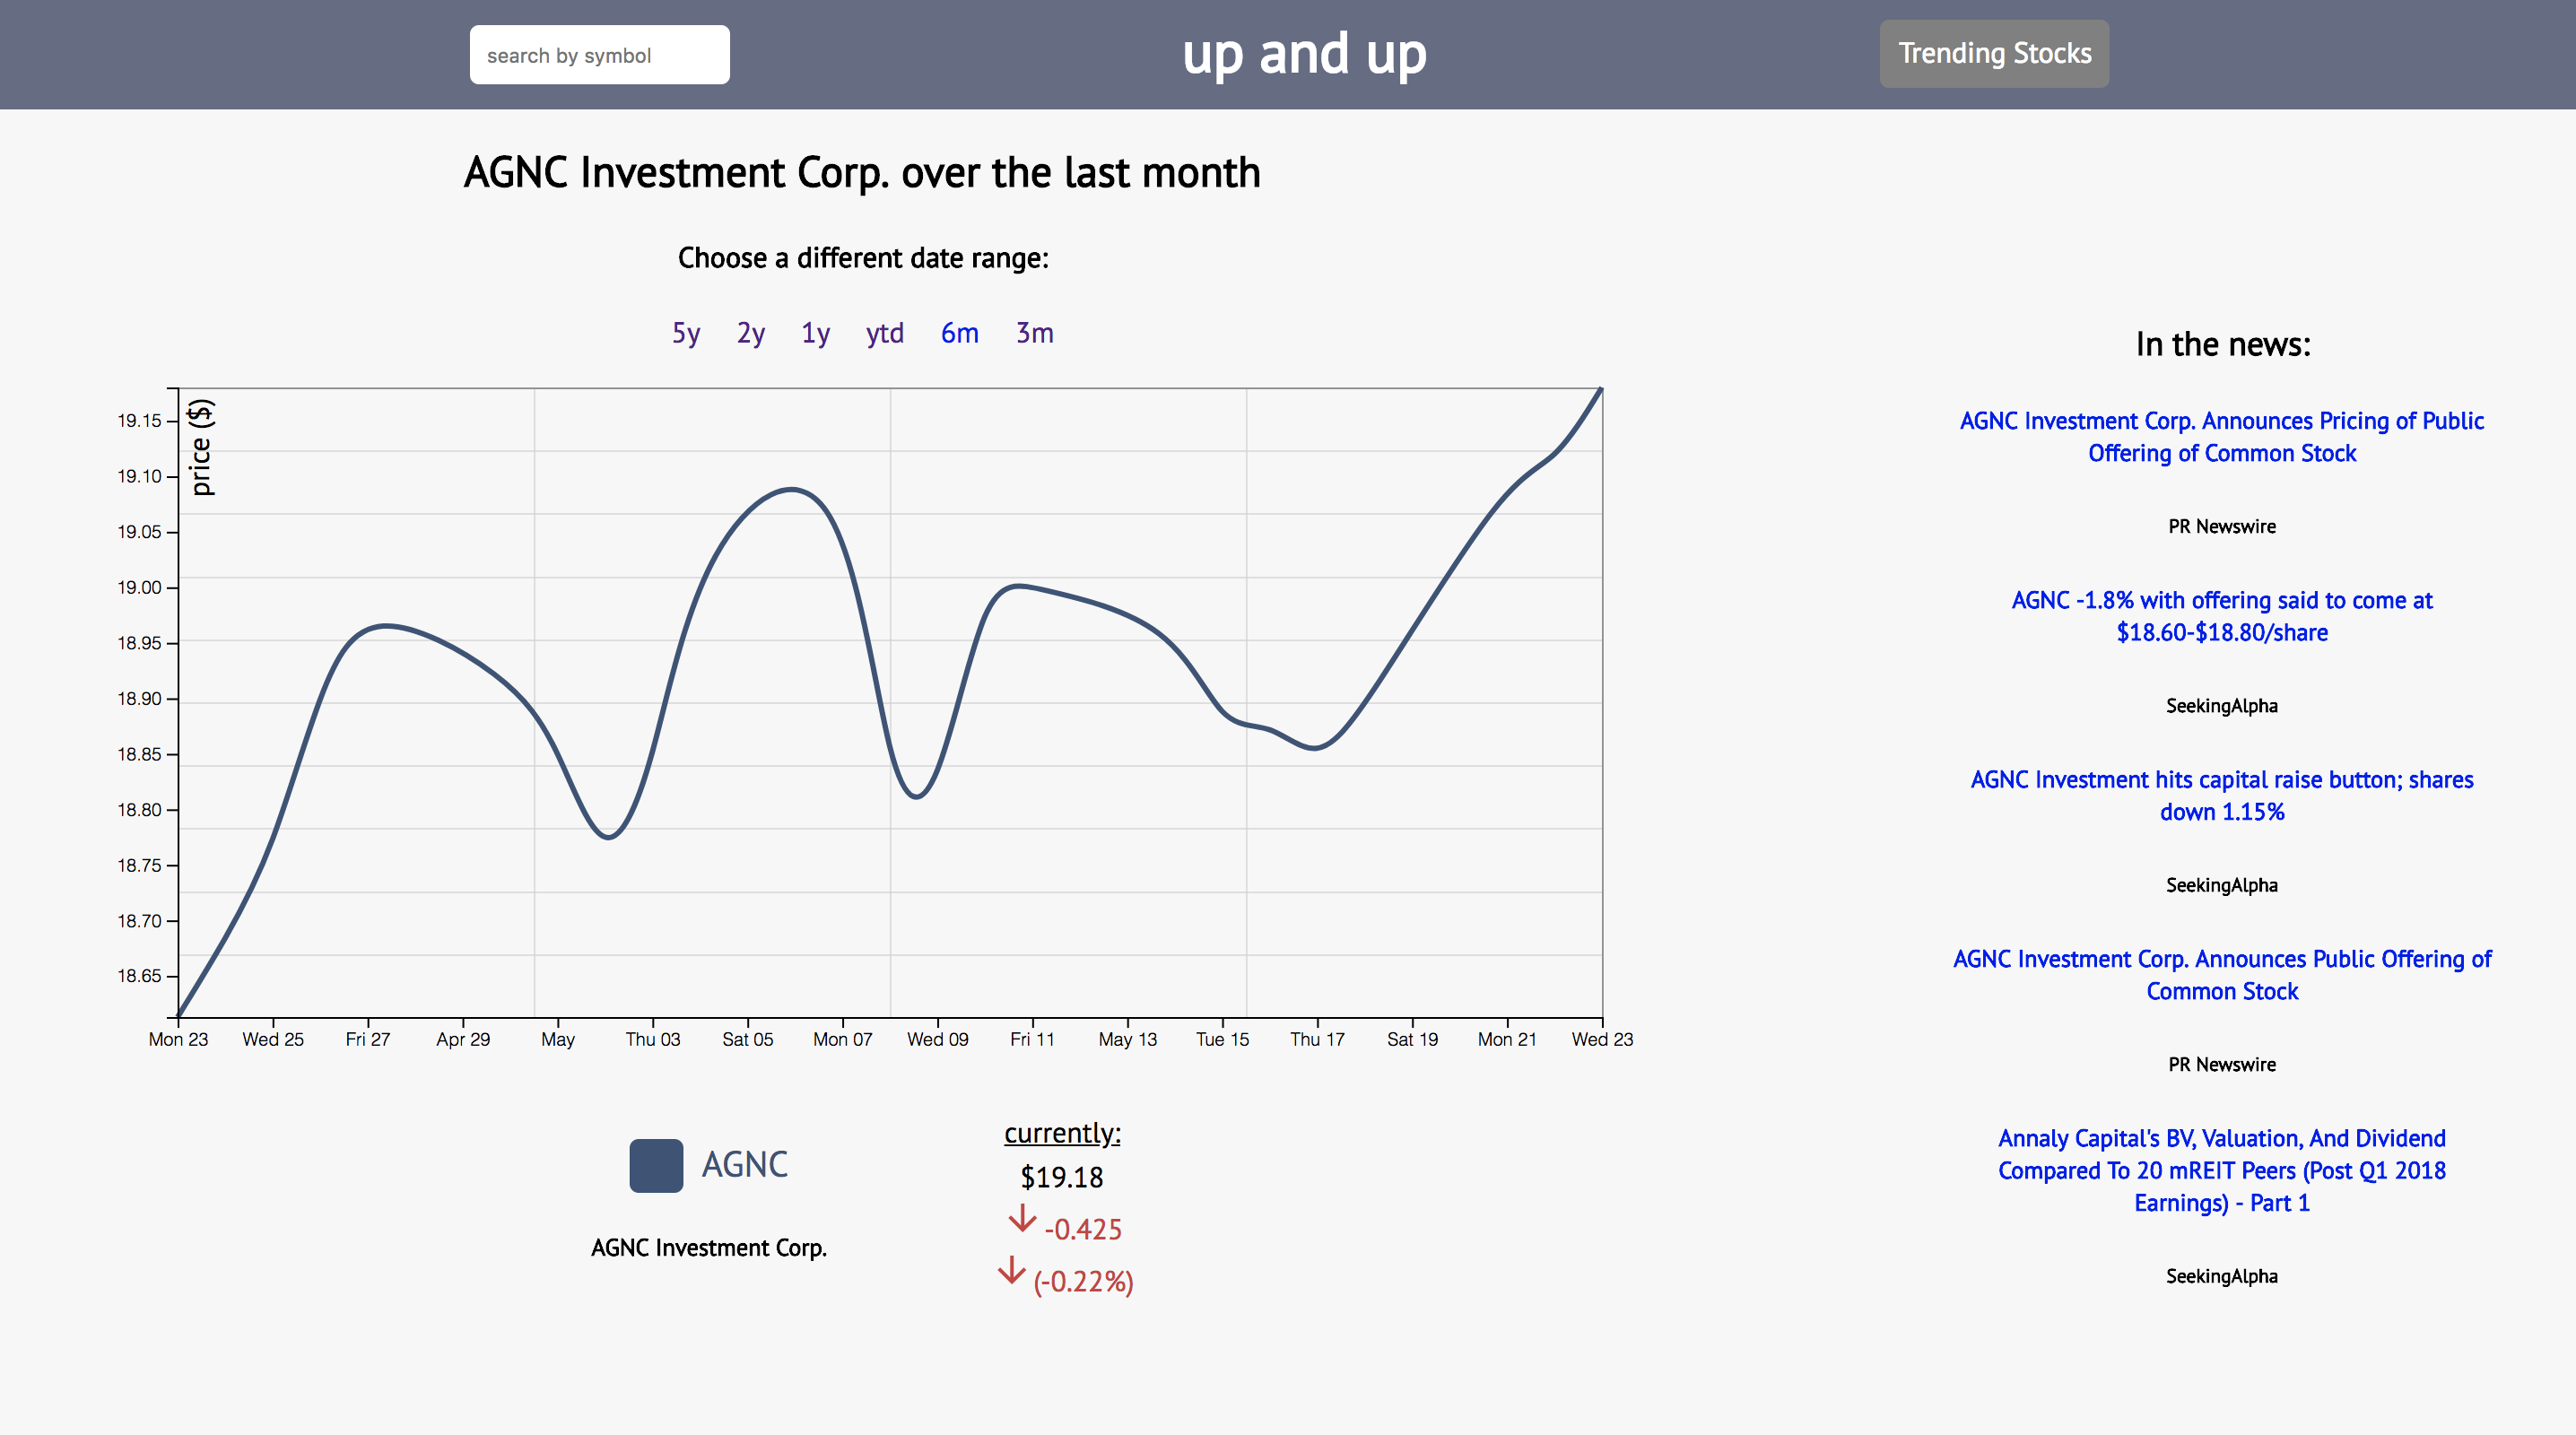 search by symbol
up and up
Trending Stocks
AGNC Investment Corp. over the last month
Choose a different date range:
5y 2y 1y ytd 6m 3m
price ($)
19.15
19.10
19.05
19.00
18.95
18.90
18.85
18.80
18.75
18.70
18.65
Mon 23 Wed 25 Fri 27 Apr 29 May Thu 03 Sat 05 Mon 07 Wed 09 Fri 11 May 13 Tue 15 Thu 17 Sat 19 Mon 21 Wed 23
AGNC
AGNC Investment Corp.
currently:
$19.18
-0.425
(-0.22%)
In the news:
AGNC Investment Corp. Announces Pricing of Public
Offering of Common Stock
PR Newswire
AGNC -1.8% with offering said to come at
$18.60-$18.80/share
SeekingAlpha
AGNC Investment hits capital raise button; shares
down 1.15%
SeekingAlpha
AGNC Investment Corp. Announces Public Offering of
Common Stock
PR Newswire
Annaly Capital's BV, Valuation, And Dividend
Compared To 20 mREIT Peers (Post Q1 2018
Earnings) - Part 1
SeekingAlpha